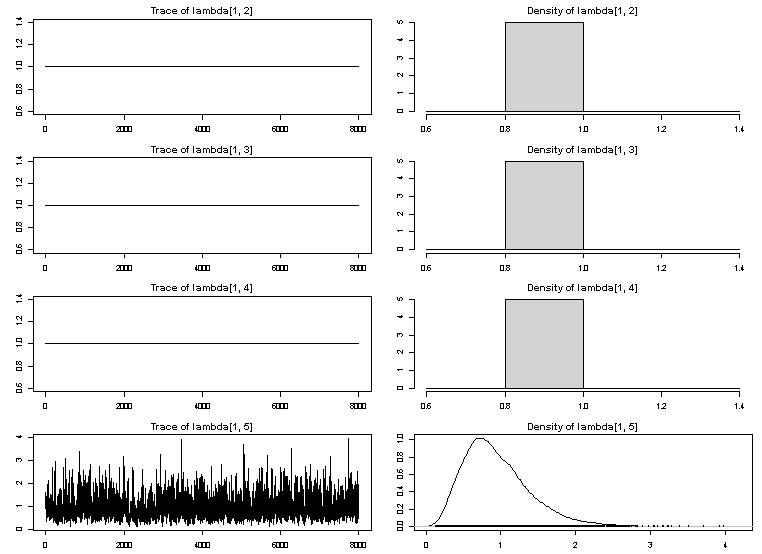 Trace of lambda[1, 2]
0.6 0.8 1.0 1.2 1.4
0 2000 4000 6000 8000
Density of lambda[1, 2]
0 1 2 3 4 5
0.6 0.8 1.0 1.2 1.4
Trace of lambda[1, 3]
0.6 0.8 1.0 1.2 1.4
0 2000 4000 6000 8000
Density of lambda[1, 3]
0 1 2 3 4 5
0.6 0.8 1.0 1.2 1.4
Trace of lambda[1, 4]
0.6 0.8 1.0 1.2 1.4
0 2000 4000 6000 8000
Density of lambda[1, 4]
0 1 2 3 4 5
0.6 0.8 1.0 1.2 1.4
Trace of lambda[1, 5]
0 1 2 3 4
0 2000 4000 6000 8000
Density of lambda[1, 5]
0.0 0.2 0.4 0.6 0.8 1.0
0 1 2 3 4